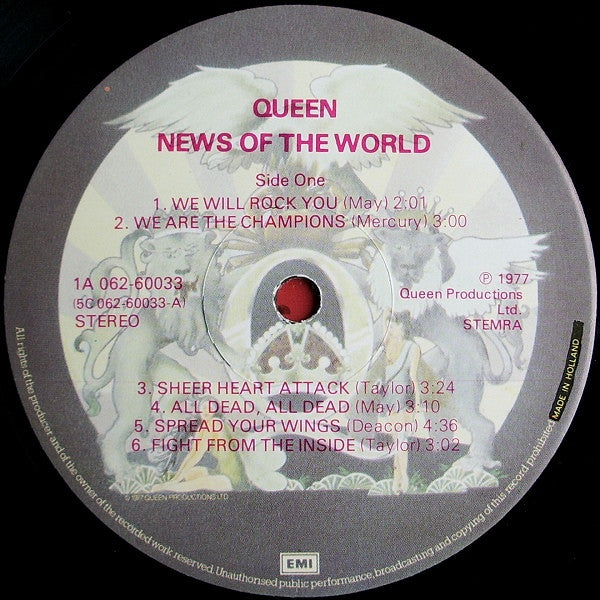 QUEEN
NEWS OF THE WORLD
Side One
1. WE WILL ROCK YOU (May) 2:01
2. WE ARE THE CHAMPIONS (Mercury) 3:00
1A 062-60033
(5C 062-60033-A)
STEREO
℗ 1977
Queen Productions
Ltd.
STEMRA
3. SHEER HEART ATTACK (Taylor) 3:24
4. ALL DEAD, ALL DEAD (May) 3:10
5. SPREAD YOUR WINGS (Deacon) 4:36
6. FIGHT FROM THE INSIDE (Taylor) 3:02
© 1977 QUEEN PRODUCTIONS LTD
All rights of the producer and of the owner of the recorded work reserved. Unauthorised public performance, broadcasting and copying of this record prohibited
MADE IN HOLLAND
EMI